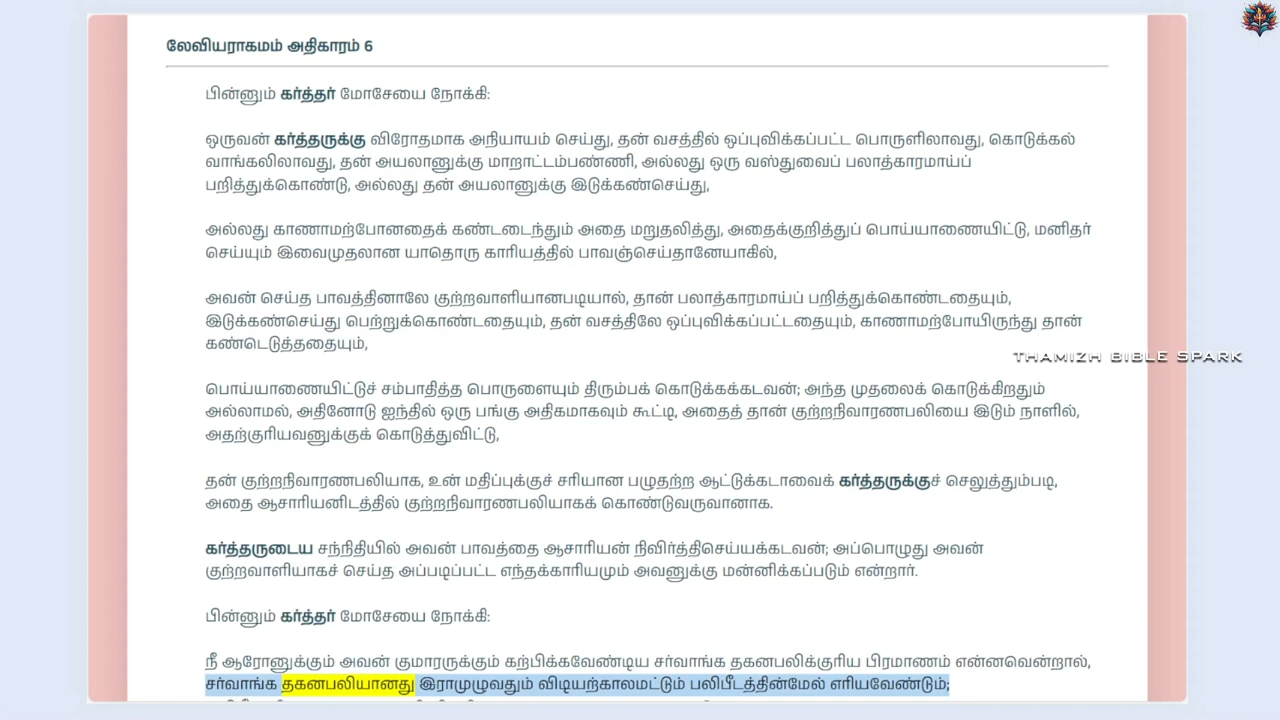 லேவியராகமம் அதிகாரம் 6
பின்னும் கர்த்தர் மோசேயை நோக்கி:
ஒருவன் கர்த்தருக்கு விரோதமாக அநியாயம் செய்து, தன் வசத்தில் ஒப்புவிக்கப்பட்ட பொருளிலாவது, கொடுக்கல்
வாங்கலிலாவது, தன் அயலானுக்கு மாறாட்டம்பண்ணி, அல்லது ஒரு வஸ்துவைப் பலாத்காரமாய்ப்
பறித்துக்கொண்டு, அல்லது தன் அயலானுக்கு இடுக்கண்செய்து,
அல்லது காணாமற்போனதைக் கண்டடைந்தும் அதை மறுதலித்து, அதைக்குறித்துப் பொய்யாணையிட்டு, மனிதர்
செய்யும் இவைமுதலான யாதொரு காரியத்தில் பாவஞ்செய்தானேயாகில்,
அவன் செய்த பாவத்தினாலே குற்றவாளியானபடியால், தான் பலாத்காரமாய்ப் பறித்துக்கொண்டதையும்,
இடுக்கண்செய்து பெற்றுக்கொண்டதையும், தன் வசத்திலே ஒப்புவிக்கப்பட்டதையும், காணாமற்போயிருந்து தான்
கண்டெடுத்ததையும்,
THAMIZH BIBLE SPARK
பொய்யாணையிட்டுச் சம்பாதித்த பொருளையும் திரும்பக் கொடுக்கக்கடவன்; அந்த முதலைக் கொடுக்கிறதும்
அல்லாமல், அதினோடு ஐந்தில் ஒரு பங்கு அதிகமாகவும் கூட்டி, அதைத் தான் குற்றநிவாரணபலியை இடும் நாளில்,
அதற்குரியவனுக்குக் கொடுத்துவிட்டு,
தன் குற்றநிவாரணபலியாக, உன் மதிப்புக்குச் சரியான பழுதற்ற ஆட்டுக்கடாவைக் கர்த்தருக்குச் செலுத்தும்படி,
அதை ஆசாரியனிடத்தில் குற்றநிவாரணபலியாகக் கொண்டுவருவானாக.
கர்த்தருடைய சந்நிதியில் அவன் பாவத்தை ஆசாரியன் நிவிர்த்திசெய்யக்கடவன்; அப்பொழுது அவன்
குற்றவாளியாகச் செய்த அப்படிப்பட்ட எந்தக்காரியமும் அவனுக்கு மன்னிக்கப்படும் என்றார்.
பின்னும் கர்த்தர் மோசேயை நோக்கி:
நீ ஆரோனுக்கும் அவன் குமாரருக்கும் கற்பிக்கவேண்டிய சர்வாங்க தகனபலிக்குரிய பிரமாணம் என்னவென்றால்,
சர்வாங்க தகனபலியானது இராமுழுவதும் விடியற்காலமட்டும் பலிபீடத்தின்மேல் எரியவேண்டும்;